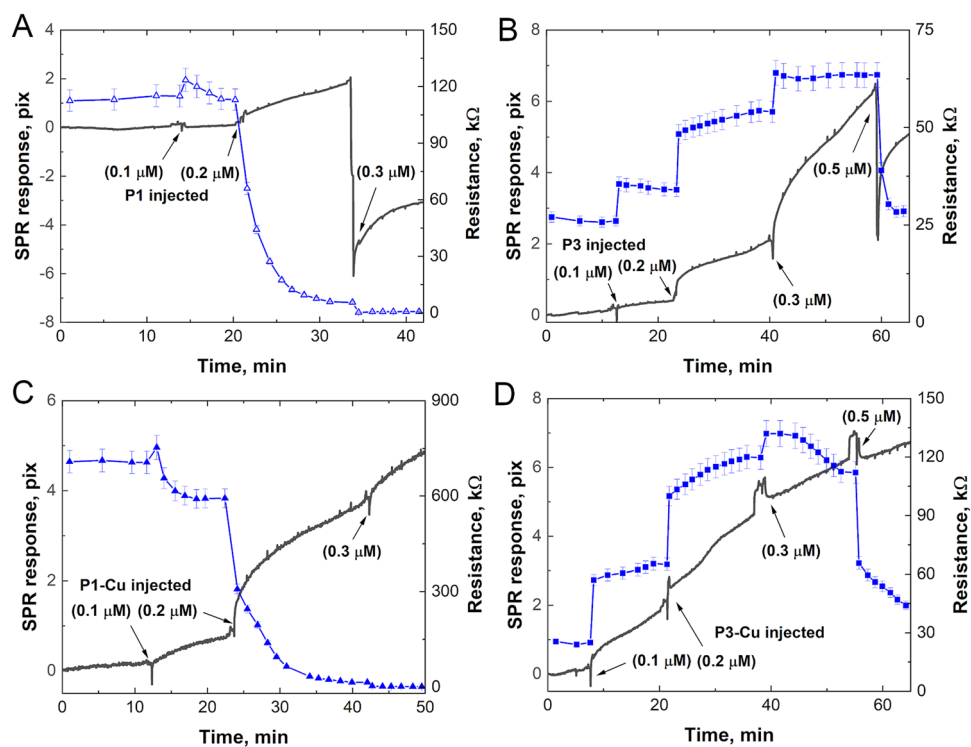 A
SPR response, pix
6
4
2
0
-2
-4
-6
-8
0
10
20
30
40
Time, min
150
120
90
60
30
0
Resistance, kΩ
(0.1 μM)
(0.2 μM)
P1 injected
(0.3 μM)
B
SPR response, pix
8
6
4
2
0
0
20
40
60
Time, min
75
50
25
0
Resistance, kΩ
P3 injected
(0.1 μM)
(0.2 μM)
(0.3 μM)
(0.5 μM)
C
SPR response, pix
6
4
2
0
0
10
20
30
40
50
Time, min
900
600
300
0
Resistance, kΩ
P1-Cu injected
(0.1 μM) (0.2 μM)
(0.3 μM)
D
SPR response, pix
8
6
4
2
0
0
20
40
60
Time, min
150
120
90
60
30
0
Resistance, kΩ
(0.5 μM)
(0.3 μM)
P3-Cu injected
(0.1 μM)
(0.2 μM)